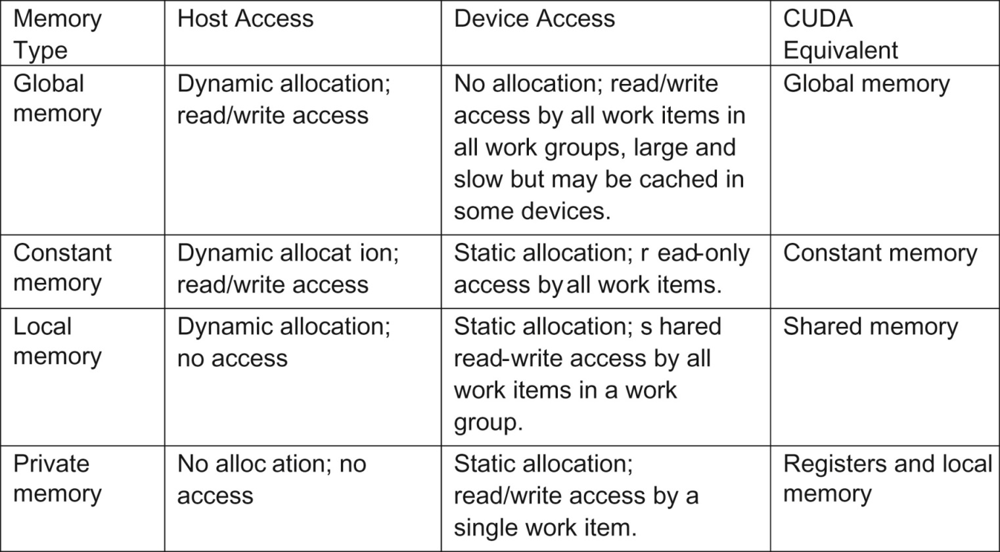 Memory
Type
Host Access
Device Access
CUDA
Equivalent
Global
memory
Dynamic allocation;
read/write access
No allocation; read/write
access by all work items in
all work groups, large and
slow but may be cached in
some devices.
Global memory
Constant
memory
Dynamic allocat ion;
read/write access
Static allocation; r ead-only
access by all work items.
Constant memory
Local
memory
Dynamic allocation;
no access
Static allocation; s hared
read-write access by all
work items in a work
group.
Shared memory
Private
memory
No alloc ation; no
access
Static allocation;
read/write access by a
single work item.
Registers and local
memory